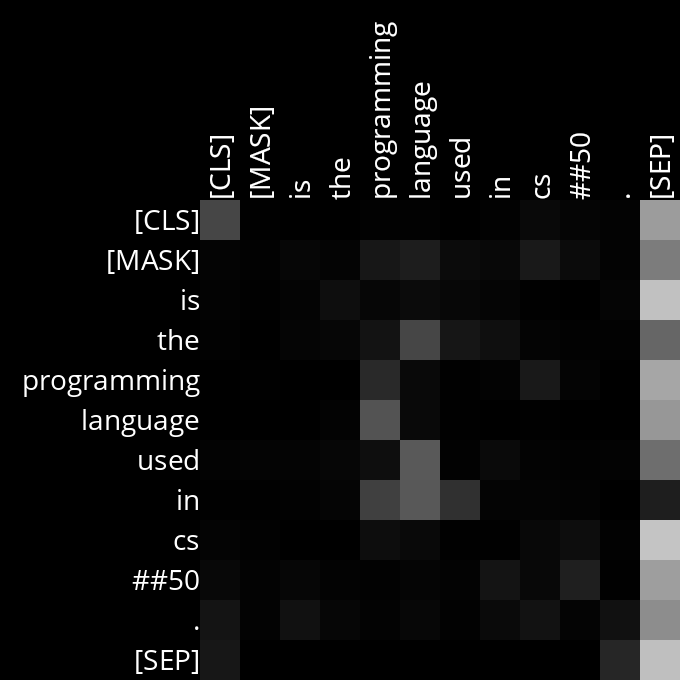 [CLS]
[MASK]
is
the
programming
language
used
in
cs
##50
.
[SEP]
[CLS]
[MASK]
is
the
programming
language
used
in
cs
##50
.
[SEP]